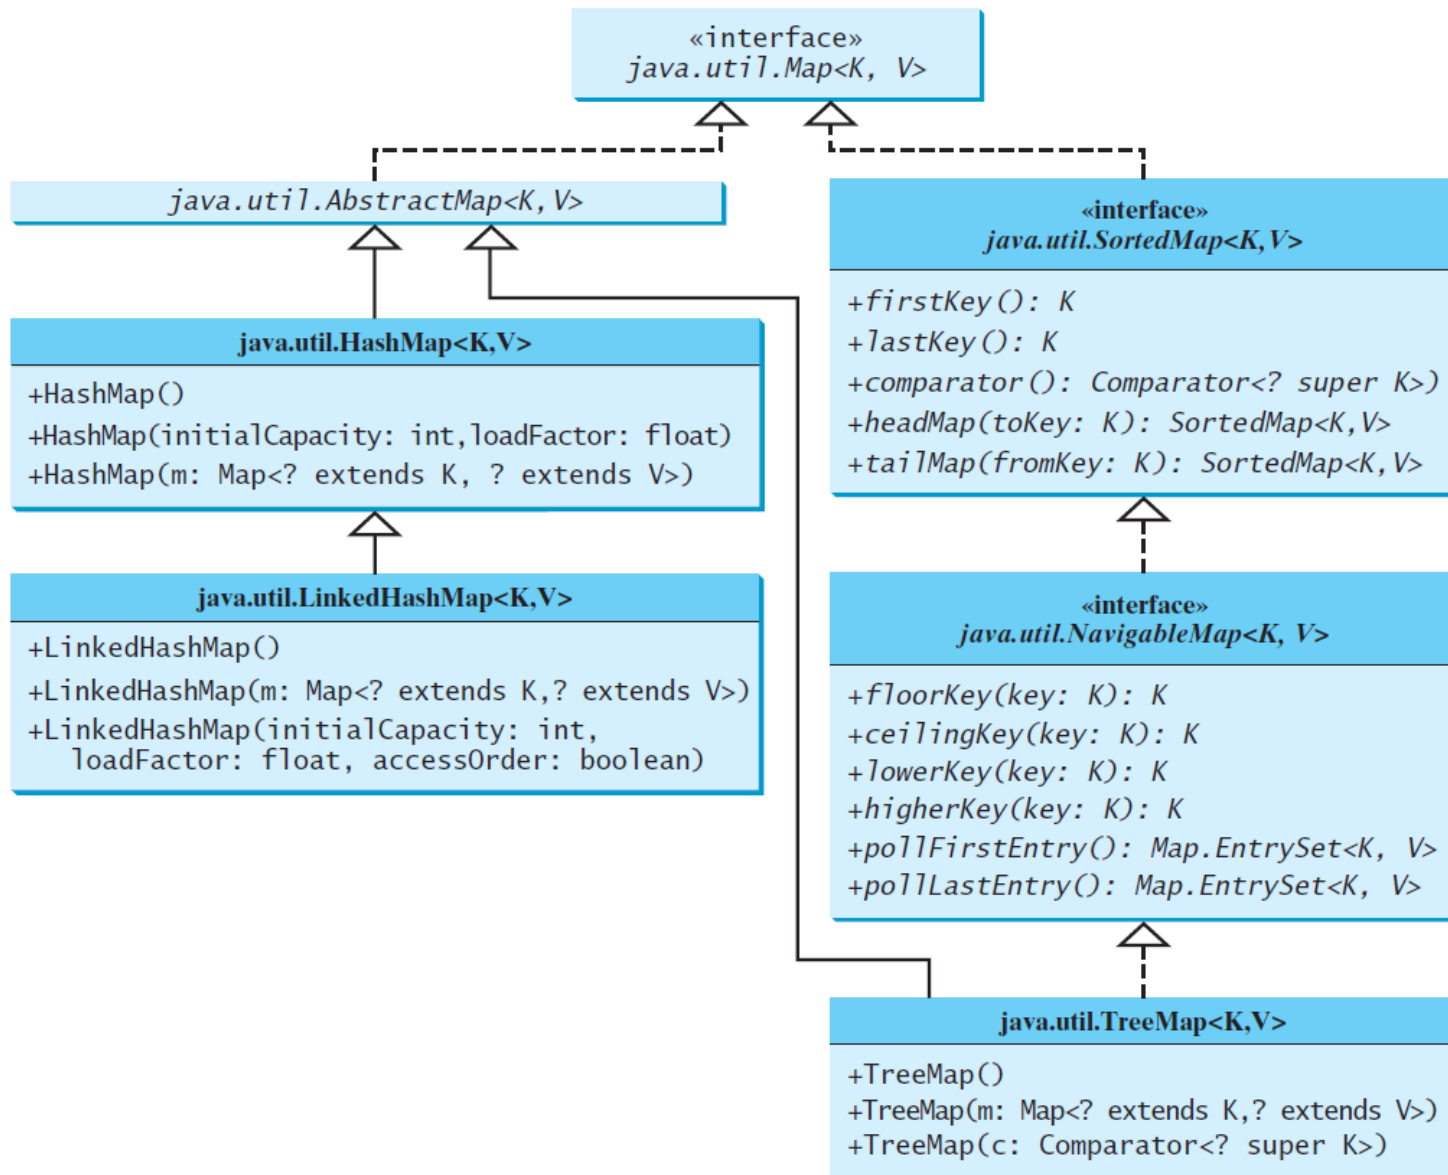 «interface»
java.util.Map<K, V>
java.util.AbstractMap<K,V>
java.util.HashMap<K,V>
+HashMap()
+HashMap(initialCapacity: int,loadFactor: float)
+HashMap(m: Map<? extends K, ? extends V>)
java.util.LinkedHashMap<K,V>
+LinkedHashMap()
+LinkedHashMap(m: Map<? extends K,? extends V>)
+LinkedHashMap(initialCapacity: int,
loadFactor: float, accessOrder: boolean)
«interface»
java.util.SortedMap<K,V>
+firstKey(): K
+lastKey(): K
+comparator(): Comparator<? super K>)
+headMap(toKey: K): SortedMap<K,V>
+tailMap(fromKey: K): SortedMap<K,V>
«interface»
java.util.NavigableMap<K, V>
+floorKey(key: K): K
+ceilingKey(key: K): K
+lowerKey(key: K): K
+higherKey(key: K): K
+pollFirstEntry(): Map.EntrySet<K, V>
+pollLastEntry(): Map.EntrySet<K, V>
java.util.TreeMap<K,V>
+TreeMap()
+TreeMap(m: Map<? extends K,? extends V>)
+TreeMap(c: Comparator<? super K>)